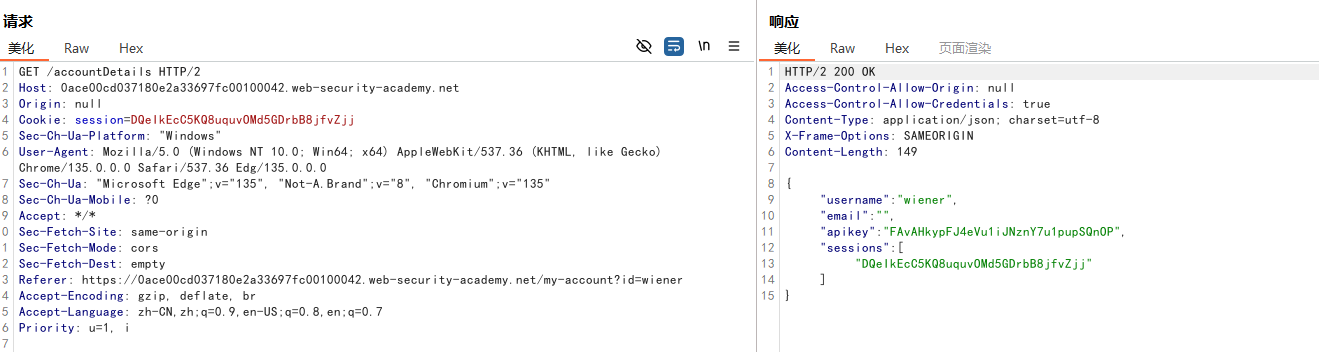 请求
美化 Raw Hex \n
1 GET /accountDetails HTTP/2
2 Host: 0ace00cd037180e2a33697fc00100042.web-security-academy.net
3 Origin: null
4 Cookie: session=DQeIkEcC5KQ8uquvOMd5GDrbB8jfvZjj
5 Sec-Ch-Ua-Platform: "Windows"
6 User-Agent: Mozilla/5.0 (Windows NT 10.0; Win64; x64) AppleWebKit/537.36 (KHTML, like Gecko)
Chrome/135.0.0.0 Safari/537.36 Edg/135.0.0.0
7 Sec-Ch-Ua: "Microsoft Edge";v="135", "Not-A.Brand";v="8", "Chromium";v="135"
8 Sec-Ch-Ua-Mobile: ?0
9 Accept: */*
0 Sec-Fetch-Site: same-origin
1 Sec-Fetch-Mode: cors
2 Sec-Fetch-Dest: empty
3 Referer: https://0ace00cd037180e2a33697fc00100042.web-security-academy.net/my-account?id=wiener
4 Accept-Encoding: gzip, deflate, br
5 Accept-Language: zh-CN,zh;q=0.9,en-US;q=0.8,en;q=0.7
6 Priority: u=1, i
7
响应
美化 Raw Hex 页面渲染
1 HTTP/2 200 OK
2 Access-Control-Allow-Origin: null
3 Access-Control-Allow-Credentials: true
4 Content-Type: application/json; charset=utf-8
5 X-Frame-Options: SAMEORIGIN
6 Content-Length: 149
7
8 {
9 "username":"wiener",
10 "email":"",
11 "apikey":"FAvAHkypFJ4eVu1iJNznY7u1pupSQnOP",
12 "sessions":[
13 "DQeIkEcC5KQ8uquvOMd5GDrbB8jfvZjj"
14 ]
15 }